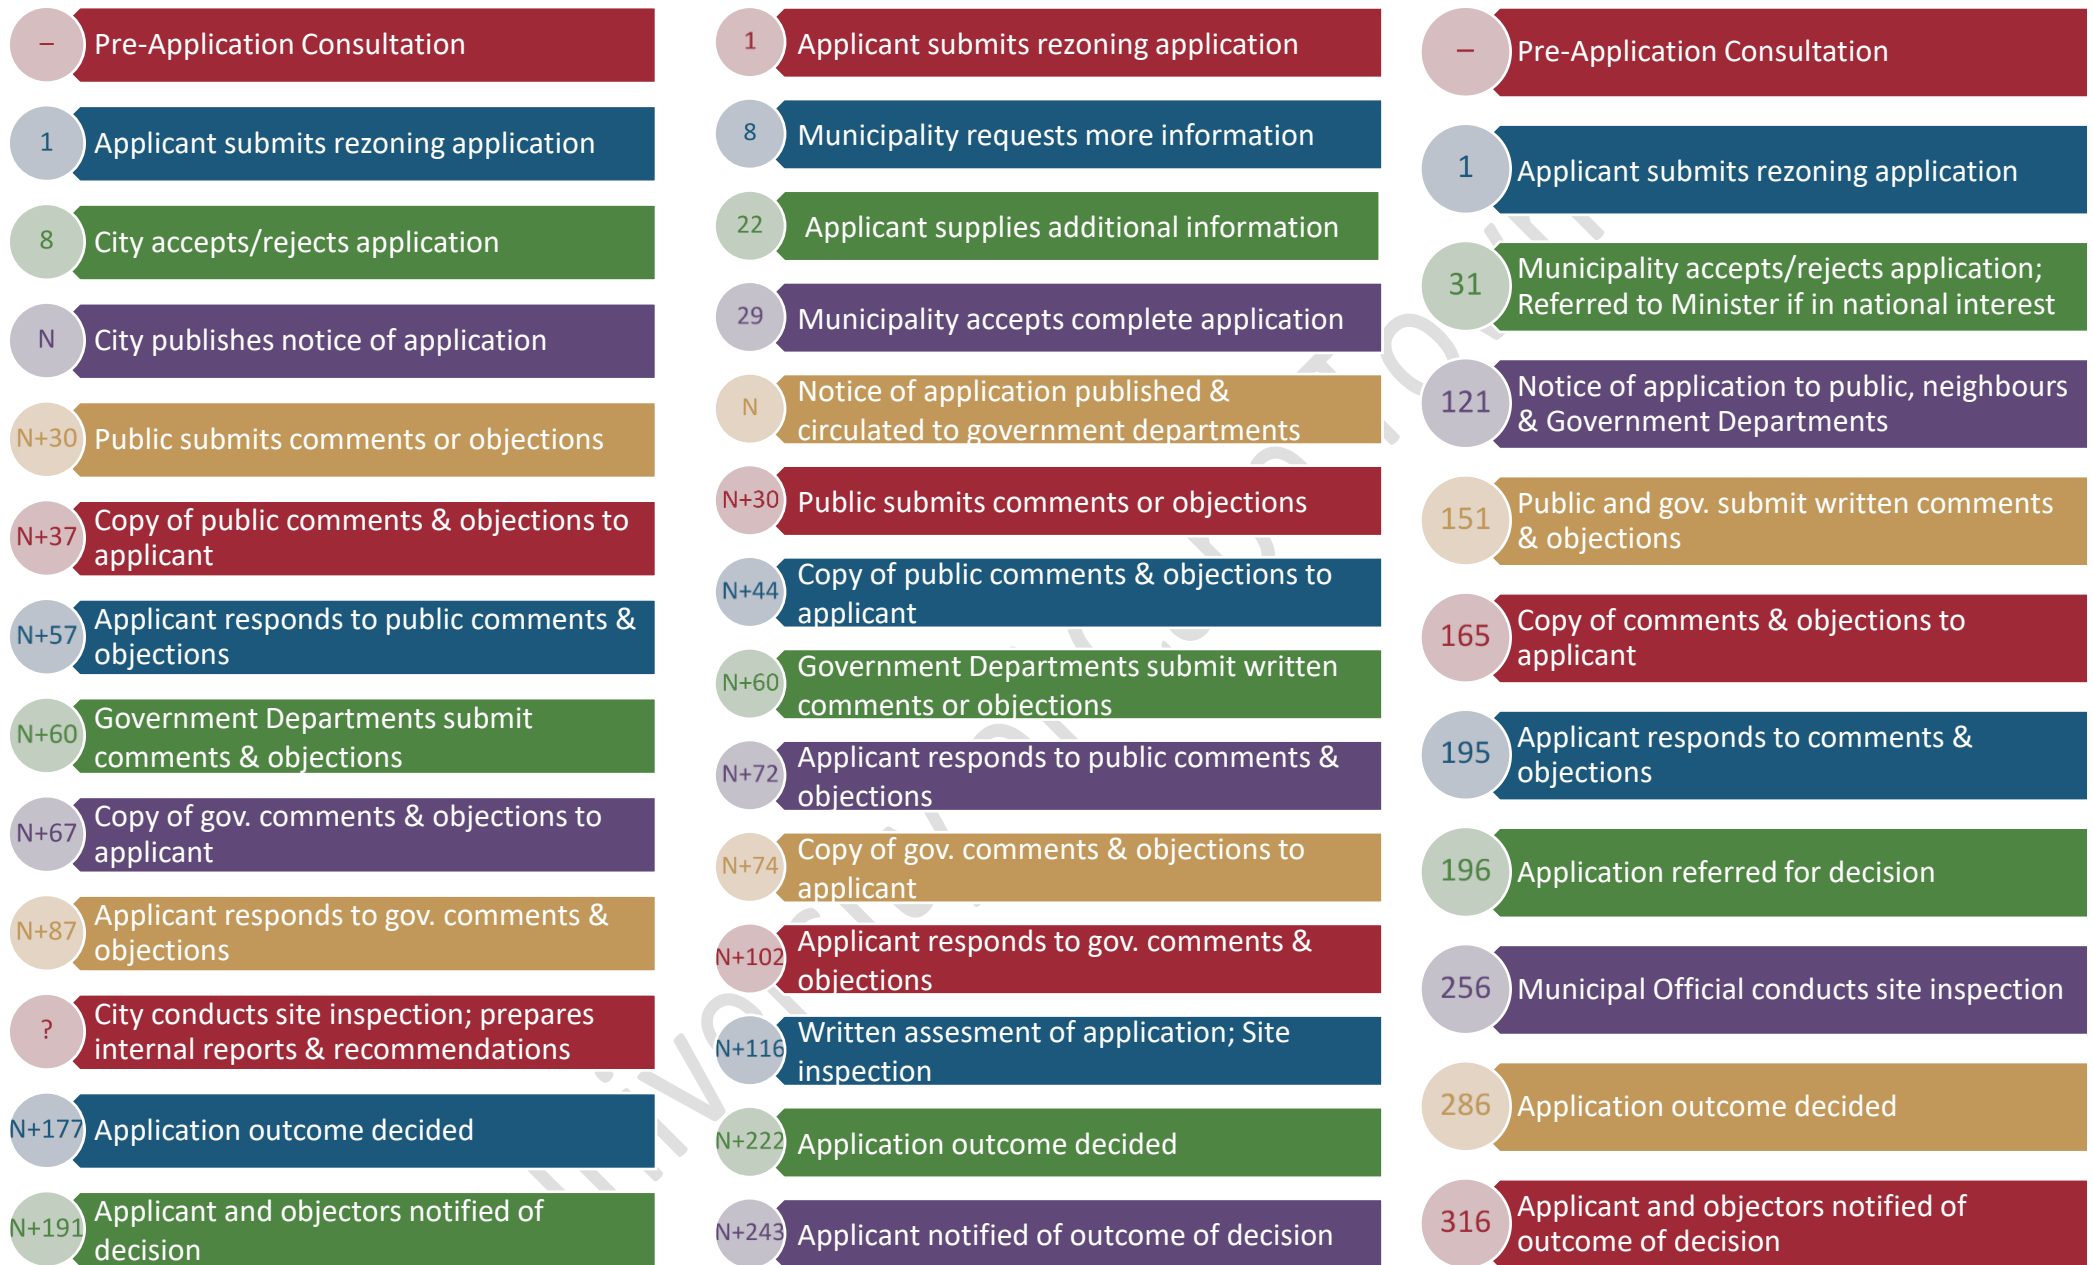 –
Pre-Application Consultation
1
Applicant submits rezoning application
8
City accepts/rejects application
N
City publishes notice of application
N+30
Public submits comments or objections
N+37
Copy of public comments & objections to
applicant
N+57
Applicant responds to public comments &
objections
N+60
Government Departments submit
comments & objections
N+67
Copy of gov. comments & objections to
applicant
N+87
Applicant responds to gov. comments &
objections
?
City conducts site inspection; prepares
internal reports & recommendations
N+177
Application outcome decided
N+191
Applicant and objectors notified of
decision
1
Applicant submits rezoning application
8
Municipality requests more information
22
Applicant supplies additional information
29
Municipality accepts complete application
N
Notice of application published &
circulated to government departments
N+30
Public submits comments or objections
N+44
Copy of public comments & objections to
applicant
N+60
Government Departments submit written
comments or objections
N+72
Applicant responds to public comments &
objections
N+74
Copy of gov. comments & objections to
applicant
N+102
Applicant responds to gov. comments &
objections
N+116
Written assesment of application; Site
inspection
N+222
Application outcome decided
N+243
Applicant notified of outcome of decision
–
Pre-Application Consultation
1
Applicant submits rezoning application
31
Municipality accepts/rejects application;
Referred to Minister if in national interest
121
Notice of application to public, neighbours
& Government Departments
151
Public and gov. submit written comments
& objections
165
Copy of comments & objections to
applicant
195
Applicant responds to comments &
objections
196
Application referred for decision
256
Municipal Official conducts site inspection
286
Application outcome decided
316
Applicant and objectors notified of
outcome of decision